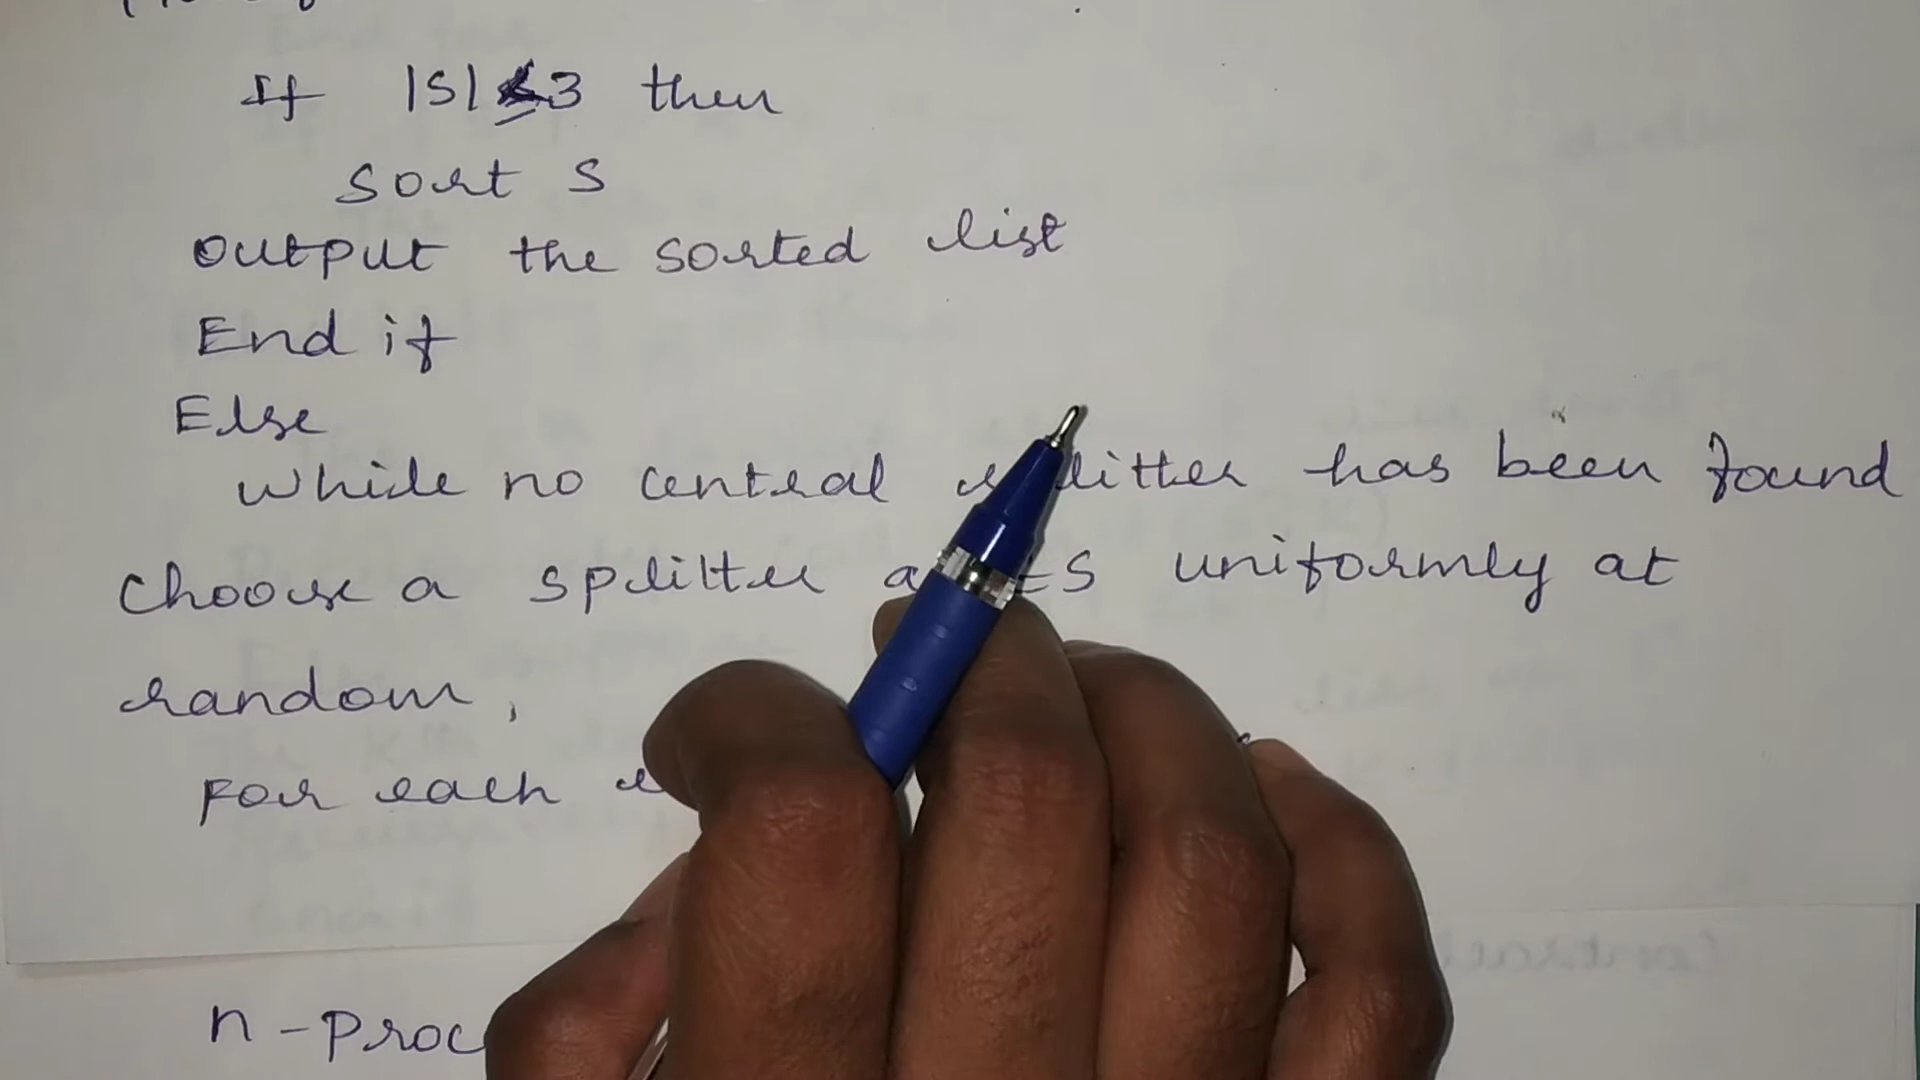 If |S| ≤ 3 then
Sort S
Output the sorted list
End if
Else
While no central splitter has been found
Choose a splitter S uniformly at
random,
For each
n-proc